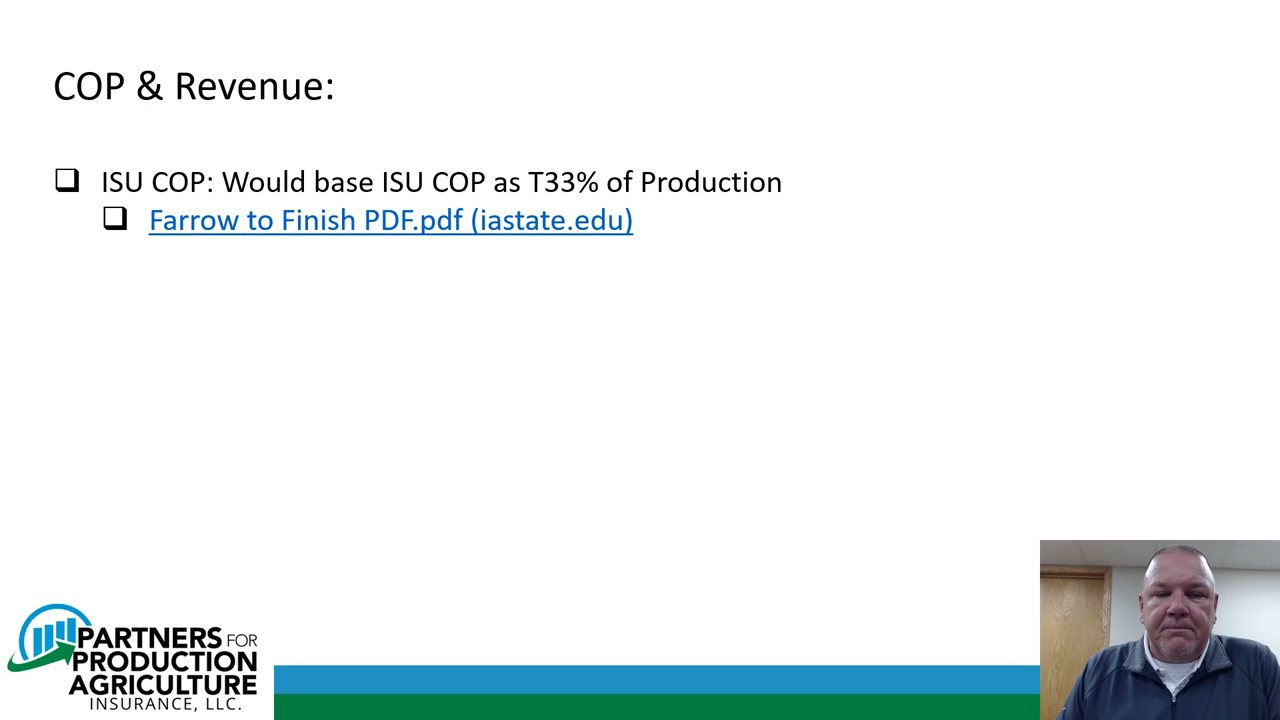 COP & Revenue:
ISU COP: Would base ISU COP as T33% of Production
Farrow to Finish PDF.pdf (iastate.edu)
PARTNERS FOR
PRODUCTION
AGRICULTURE
INSURANCE, LLC.